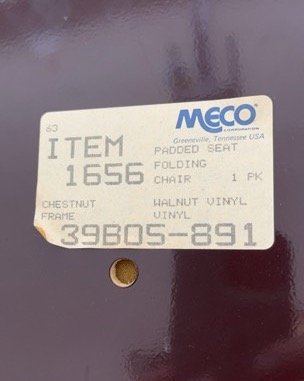 63
MECO
CORPORATION
Greeneville, Tennessee USA
ITEM
1656
PADDED SEAT
FOLDING
CHAIR 1 PK
CHESTNUT
FRAME
WALNUT VINYL
VINYL
39B05-891